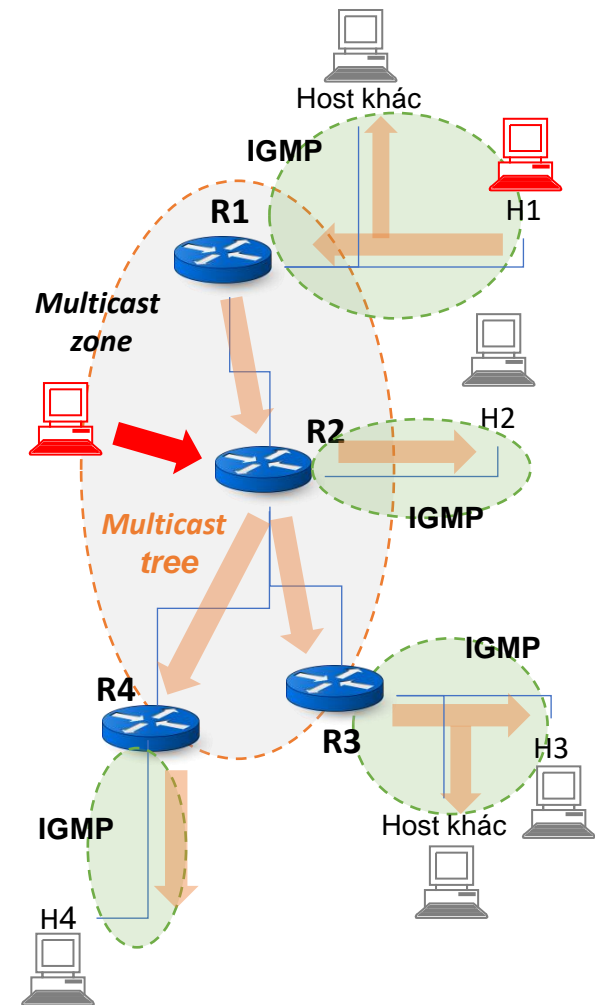 Host khác
IGMP
H1
R1
Multicast
zone
H2
R2
IGMP
Multicast
tree
IGMP
R4
R3
H3
IGMP
Host khác
H4